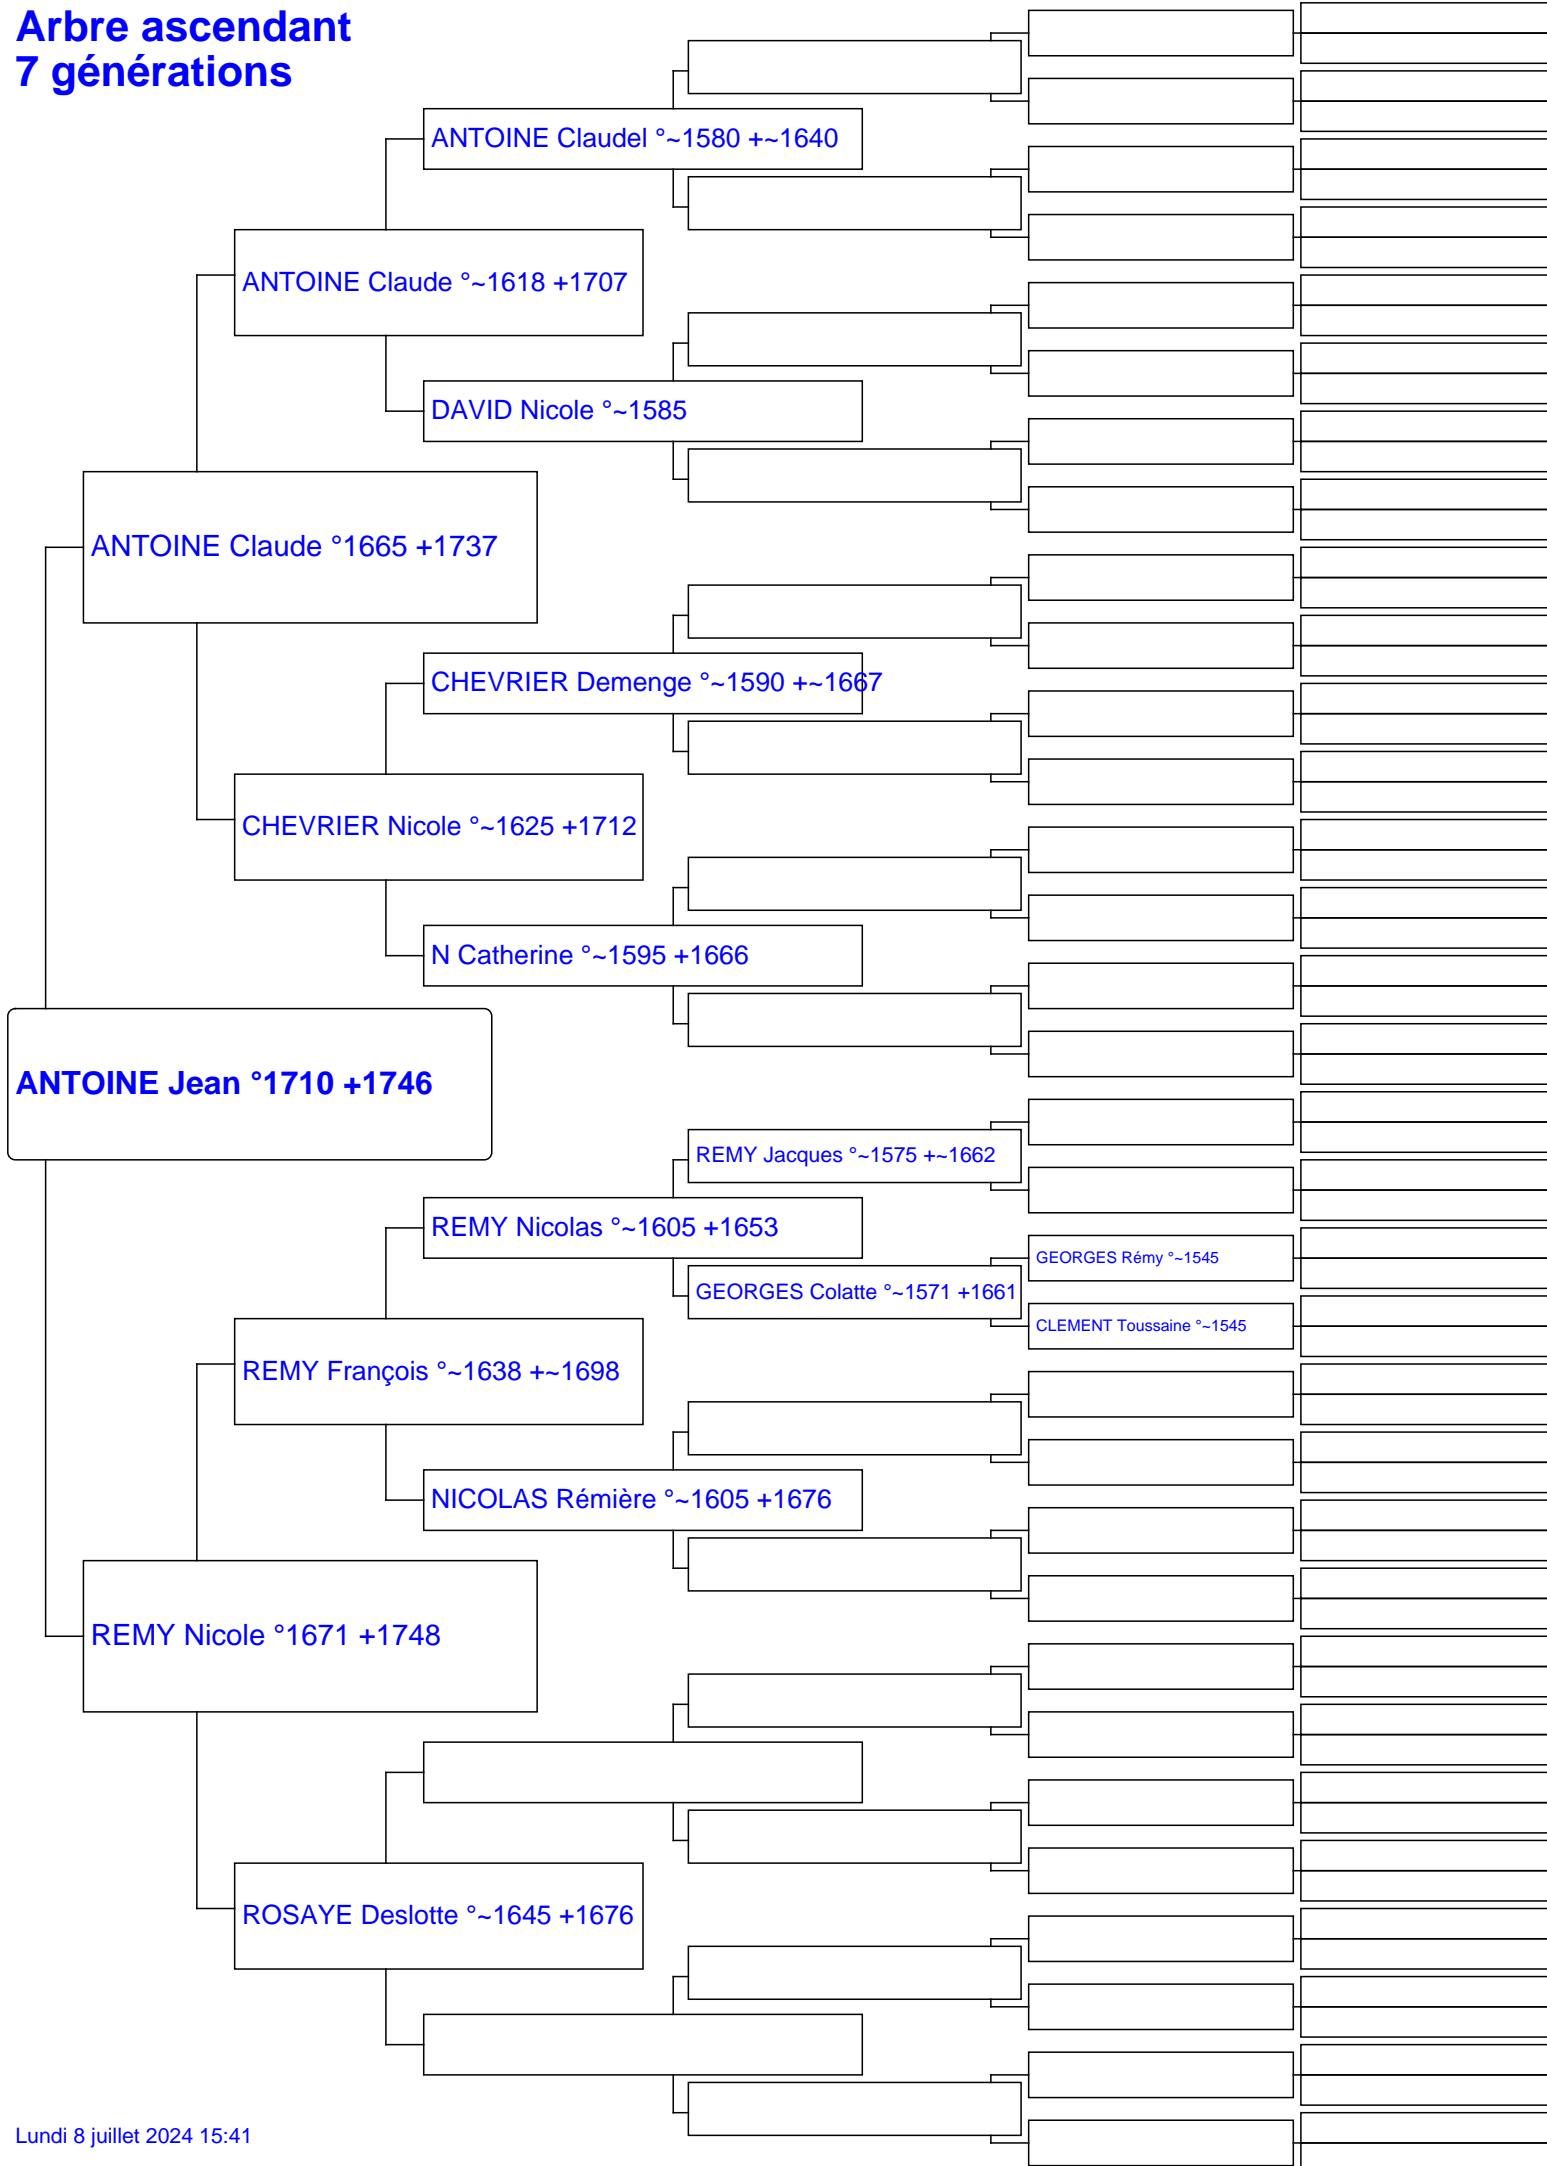 Arbre ascendant
7 générations
ANTOINE Claudel °~1580 +~1640
ANTOINE Claude °~1618 +1707
DAVID Nicole °~1585
ANTOINE Claude °1665 +1737
CHEVRIER Demenge °~1590 +~1667
CHEVRIER Nicole °~1625 +1712
N Catherine °~1595 +1666
ANTOINE Jean °1710 +1746
REMY Jacques °~1575 +~1662
REMY Nicolas °~1605 +1653
GEORGES Rémy °~1545
GEORGES Colatte °~1571 +1661
CLEMENT Toussaine °~1545
REMY François °~1638 +~1698
NICOLAS Rémière °~1605 +1676
REMY Nicole °1671 +1748
ROSAYE Deslotte °~1645 +1676
Lundi 8 juillet 2024 15:41